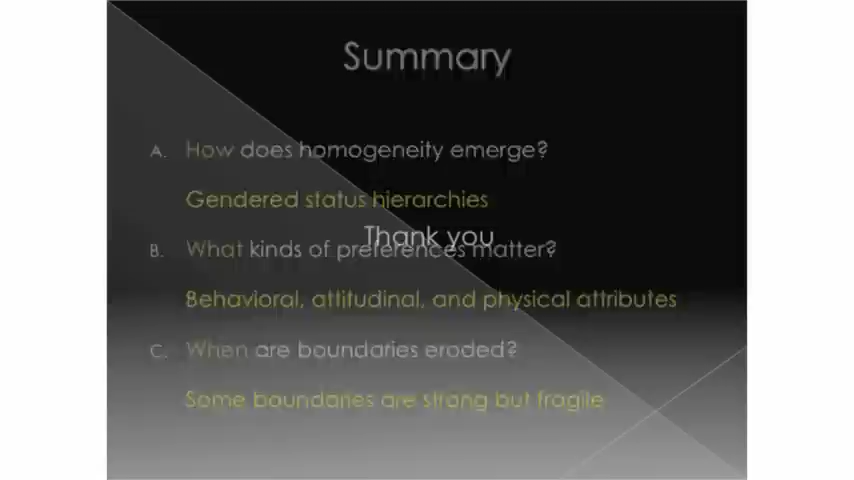 Summary
A. How does homogeneity emerge?
Gendered status hierarchies
Thank you
B. What kinds of preferences matter?
Behavioral, attitudinal, and physical attributes
C. When are boundaries eroded?
Some boundaries are strong but fragile